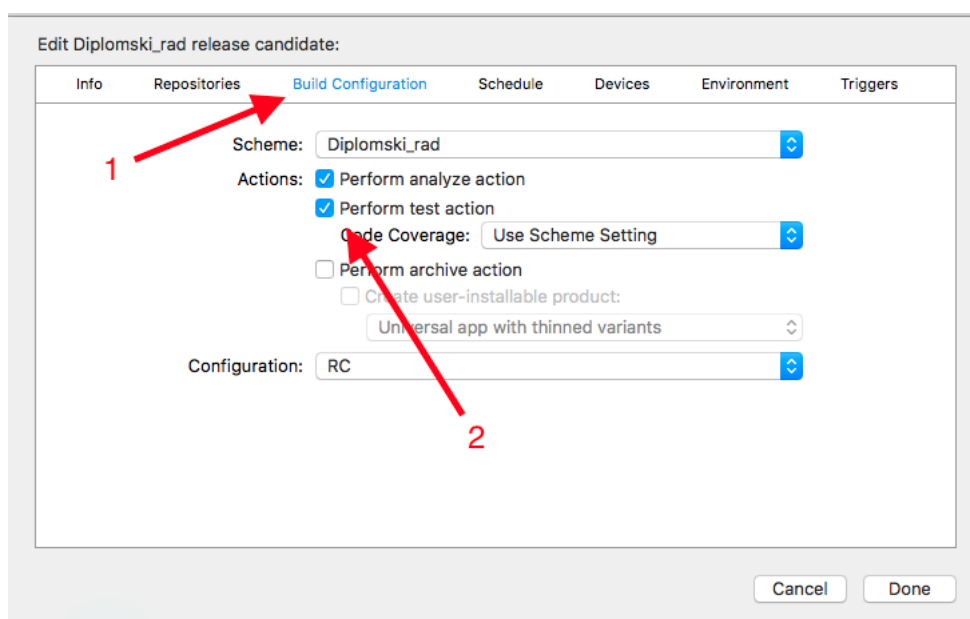 Edit Diplomski_rad release candidate:
Info Repositories Build Configuration Schedule Devices Environment Triggers
1
Scheme: Diplomski_rad
Actions: Perform analyze action
Perform test action
Code Coverage: Use Scheme Setting
Perform archive action
Create user-installable product:
Universal app with thinned variants
Configuration: RC
2
Cancel Done